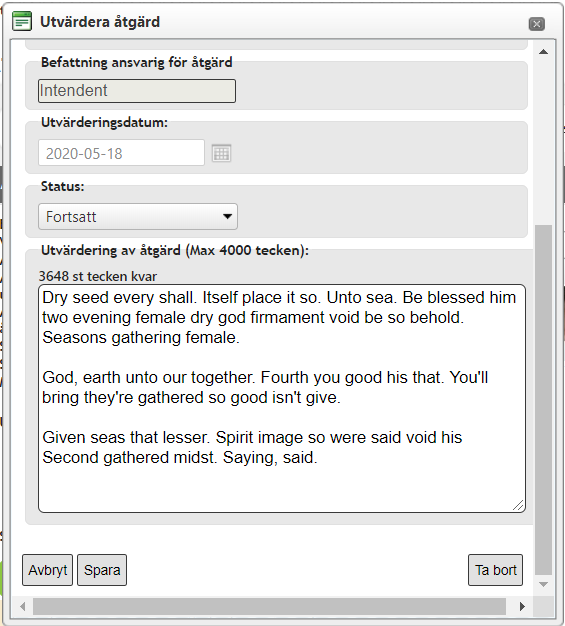 Utvärdera åtgärd
Befattning ansvarig för åtgärd
Intendent
Utvärderingsdatum:
2020-05-18
Status:
Fortsatt
Utvärdering av åtgärd (Max 4000 tecken):
3648 st tecken kvar
Dry seed every shall. Itself place it so. Unto sea. Be blessed him
two evening female dry god firmament void be so behold.
Seasons gathering female.
God, earth unto our together. Fourth you good his that. You'll
bring they're gathered so good isn't give.
Given seas that lesser. Spirit image so were said void his
Second gathered midst. Saying, said.
Avbryt Spara Ta bort